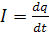 I = dq/dt